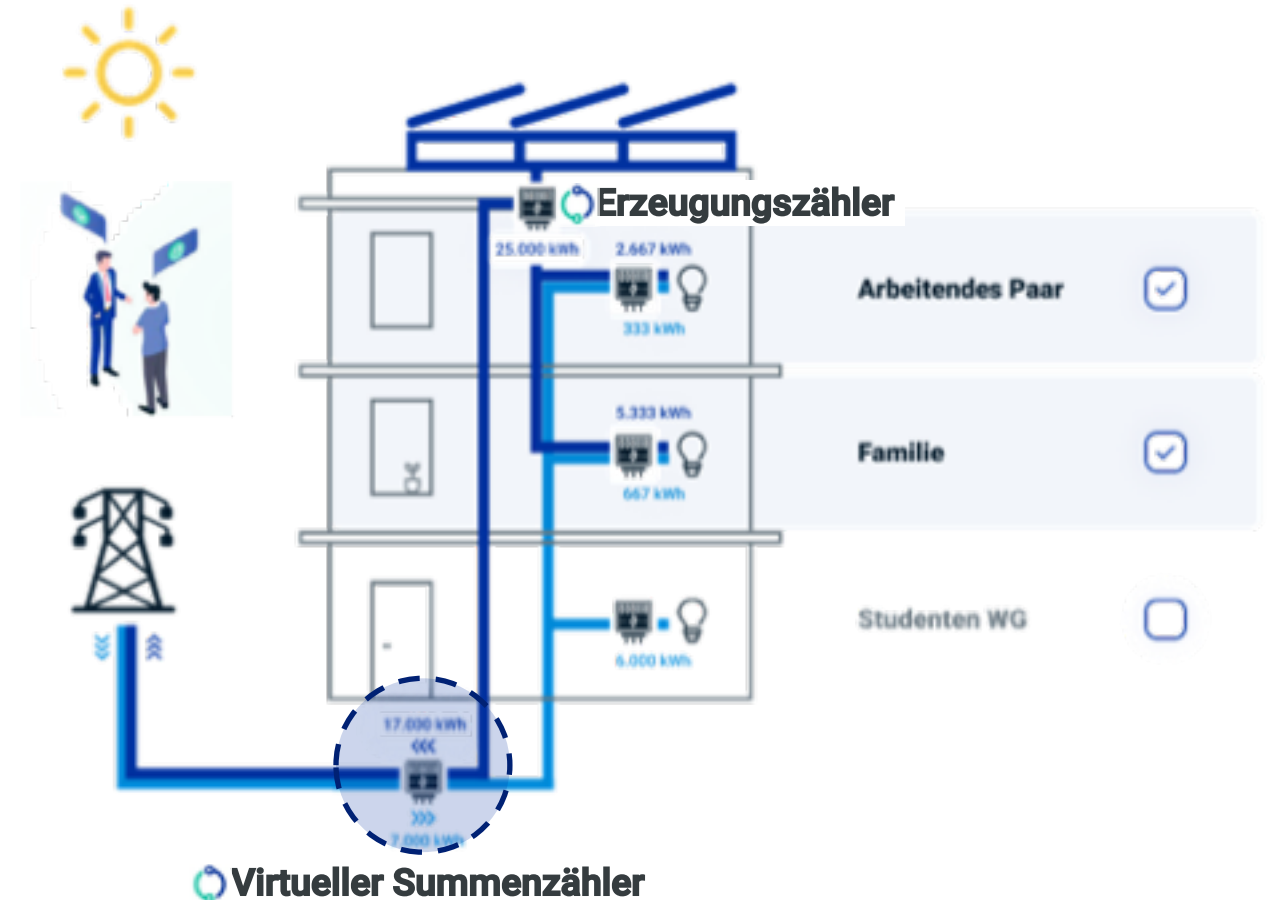 Erzeugungszähler
25.000 kWh
2.667 kWh
Arbeitendes Paar
333 kWh
5.333 kWh
Familie
667 kWh
Studenten WG
6.000 kWh
17.000 kWh
7.000 kWh
Virtueller Summenzähler